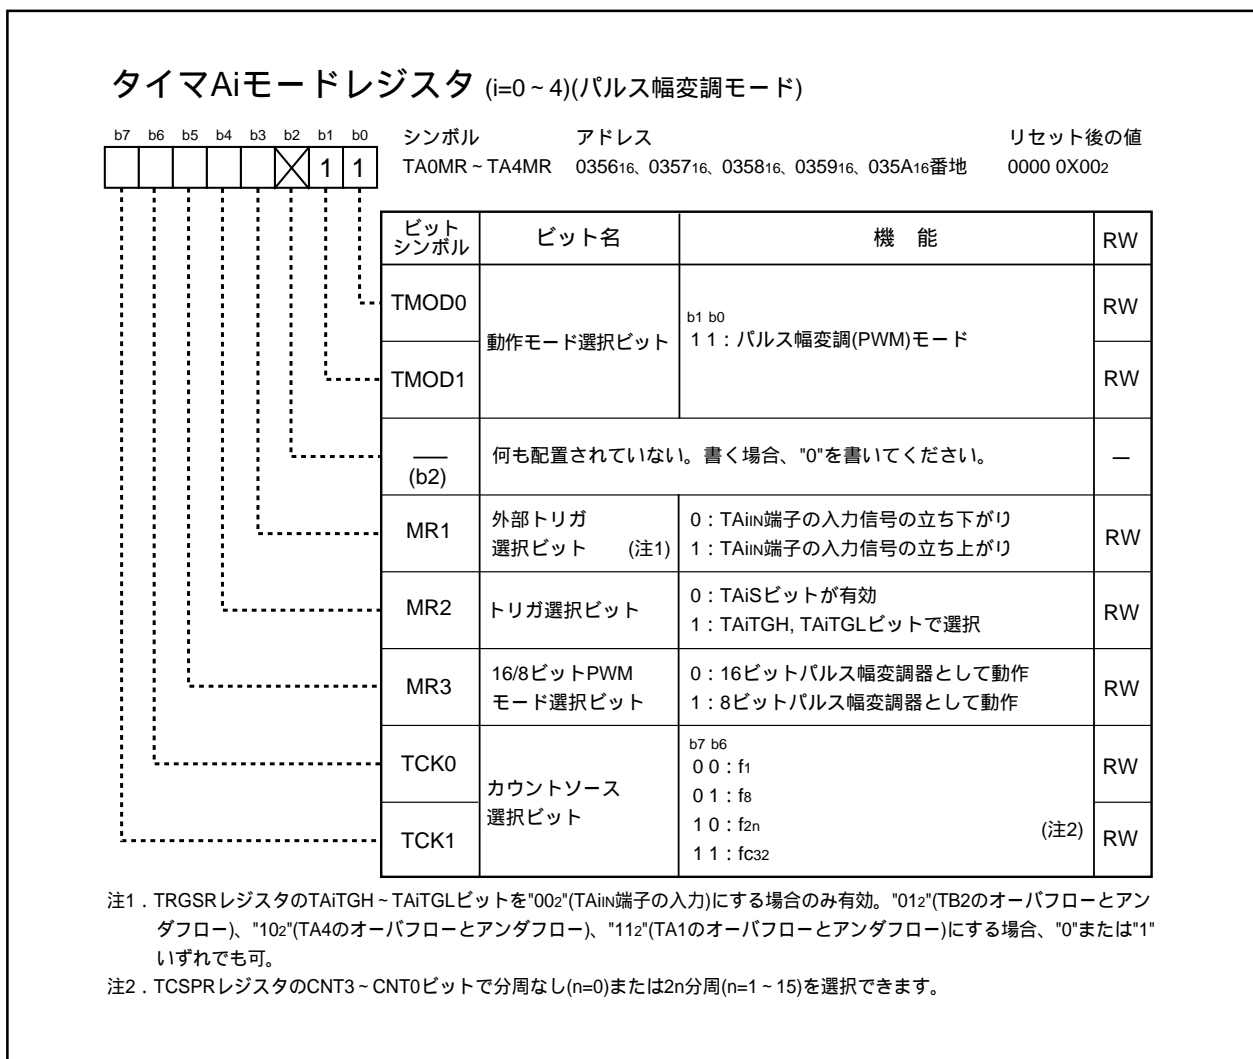 タイマAiモードレジスタ (i=0～4)(パルス幅変調モード)
b7 b6 b5 b4 b3 b2 b1 b0
シンボル アドレス リセット後の値
1 1
TA0MR～TA4MR 035616、035716、035816、035916、035A16番地 0000 0X002
ビットシンボル ビット名 機 能 RW
TMOD0 RW
動作モード選択ビット
b1 b0
1 1：パルス幅変調(PWM)モード
TMOD1 RW
―
(b2)
何も配置されていない。書く場合、"0"を書いてください。 ―
MR1
外部トリガ
選択ビット (注1)
0：TAiIN端子の入力信号の立ち下がり
1：TAiIN端子の入力信号の立ち上がり
RW
MR2 トリガ選択ビット
0：TAiSビットが有効
1：TAiTGH, TAiTGLビットで選択
RW
MR3
16/8ビットPWM
モード選択ビット
0：16ビットパルス幅変調器として動作
1：8ビットパルス幅変調器として動作
RW
TCK0 RW
カウントソース
選択ビット
b7 b6
0 0：f1
0 1：f8
1 0：f2n (注2)
1 1：fC32
TCK1 RW
注1．TRGSRレジスタのTAiTGH～TAiTGLビットを"002"(TAiIN端子の入力)にする場合のみ有効。"012"(TB2のオーバフローとアン
ダフロー)、"102"(TA4のオーバフローとアンダフロー)、"112"(TA1のオーバフローとアンダフロー)にする場合、"0"または"1"
いずれでも可。
注2．TCSPRレジスタのCNT3～CNT0ビットで分周なし(n=0)または2n分周(n=1～15)を選択できます。